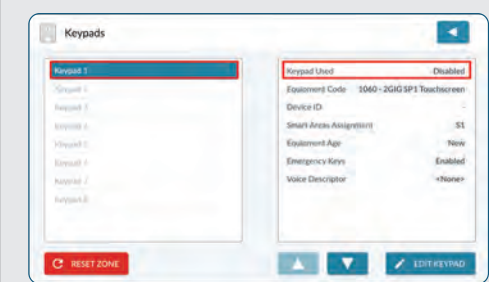 Keypads
Keypad 1
Keypad 2
Keypad 3
Keypad 4
Keypad 5
Keypad 6
Keypad 7
Keypad 8
Keypad Used Disabled
Equipment Code 1060 - 2GIG SP1 Touchscreen
Device ID -
Smart Areas Assignment S1
Equipment Age New
Emergency Keys Enabled
Voice Descriptor <None>
RESET ZONE
EDIT KEYPAD